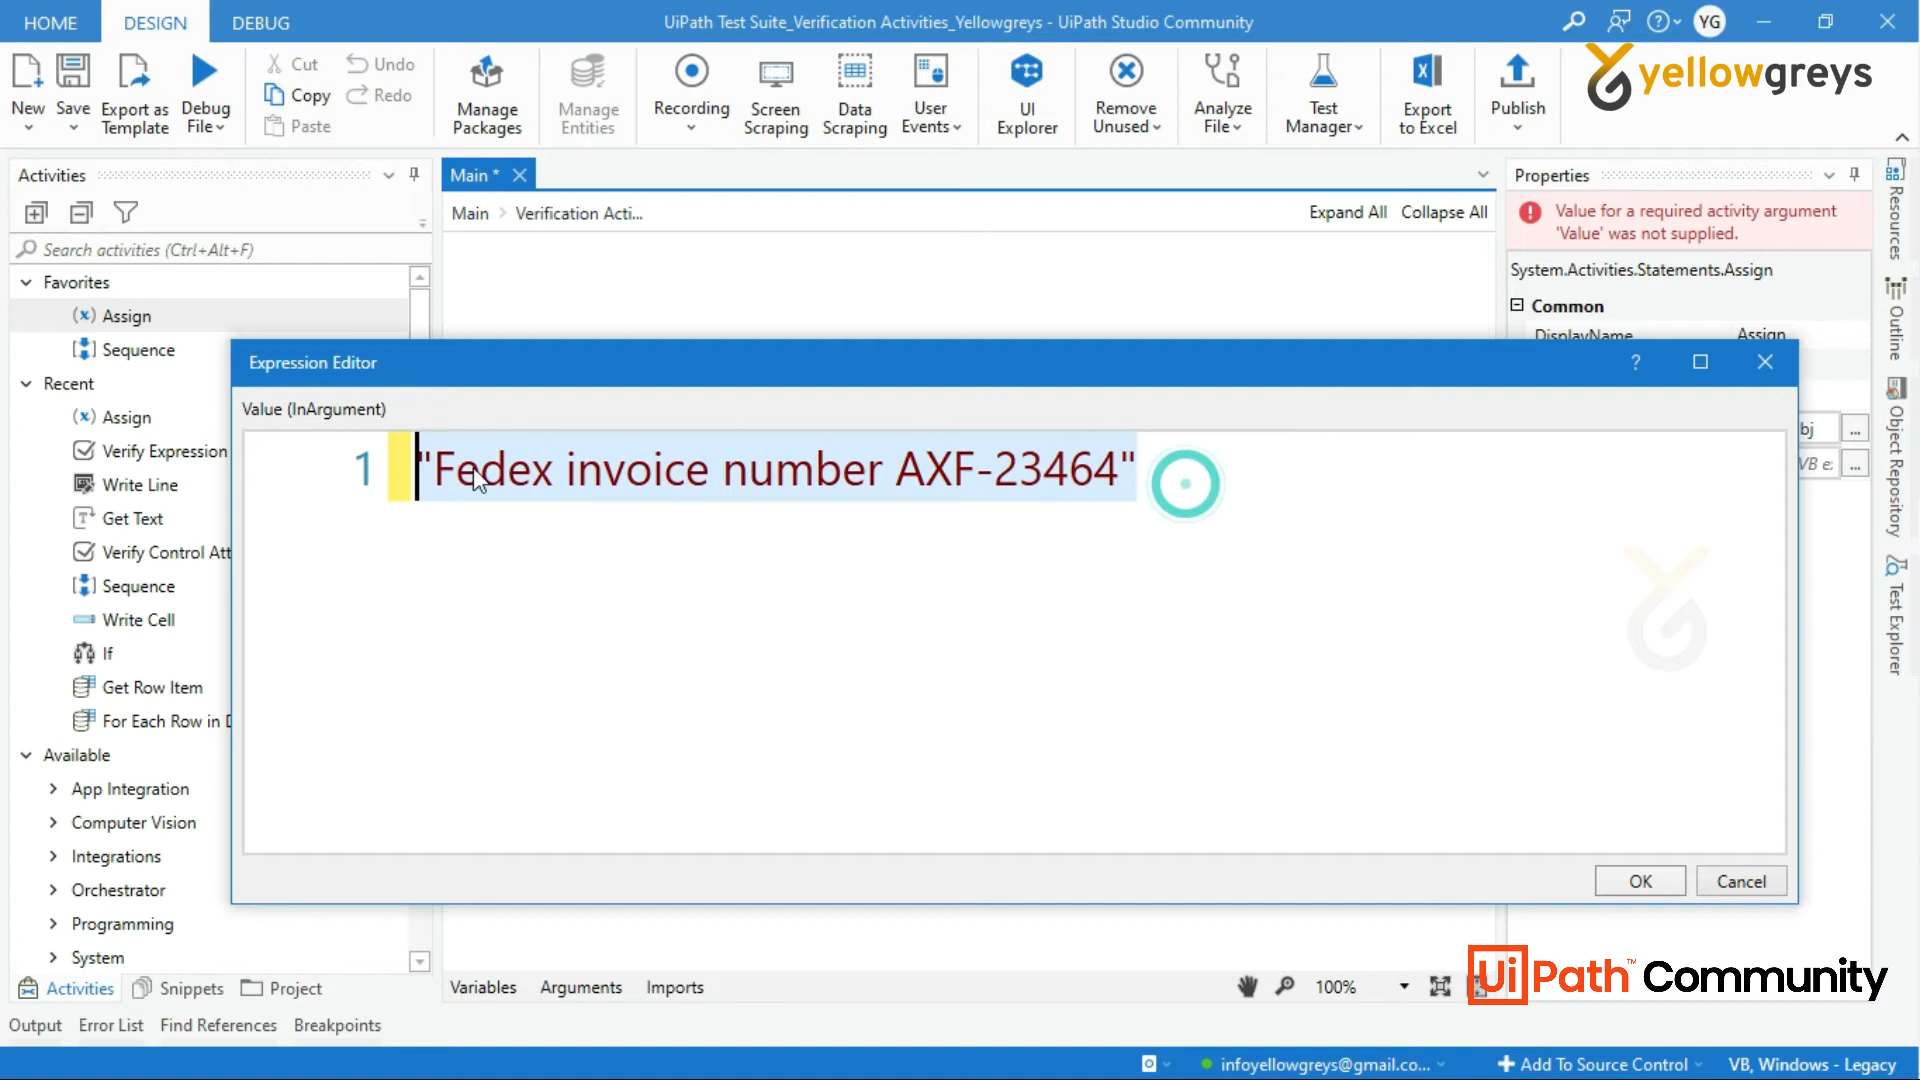 HOME DESIGN DEBUG UiPath Test Suite_Verification Activities_Yellowgreys - UiPath Studio Community YG
New Save Export as Template Debug File Cut Copy Paste Undo Redo Manage Packages Manage Entities Recording Screen Scraping Data Scraping User Events UI Explorer Remove Unused Analyze File Test Manager Export to Excel Publish yellowgreys
Activities Main * Properties
Main Verification Acti... Expand All Collapse All
Value for a required activity argument
'Value' was not supplied.
Search activities (Ctrl+Alt+F)
System.Activities.Statements.Assign
Favorites
Common
Assign
DisplayName Assign
Sequence
Expression Editor
Recent
Value (InArgument)
Assign
bj ...
Verify Expression
1 "Fedex invoice number AXF-23464"
...
Write Line
Get Text
Verify Control Att
Sequence
Write Cell
If
Get Row Item
For Each Row in
Available
App Integration
Computer Vision
Integrations
OK Cancel
Orchestrator
Programming
System
Activities Snippets Project Variables Arguments Imports 100% UiPath™ Community
Output Error List Find References Breakpoints
infoyellowgreys@gmail.co... Add To Source Control VB, Windows - Legacy
Resources
Outline
Object Repository
Test Explorer